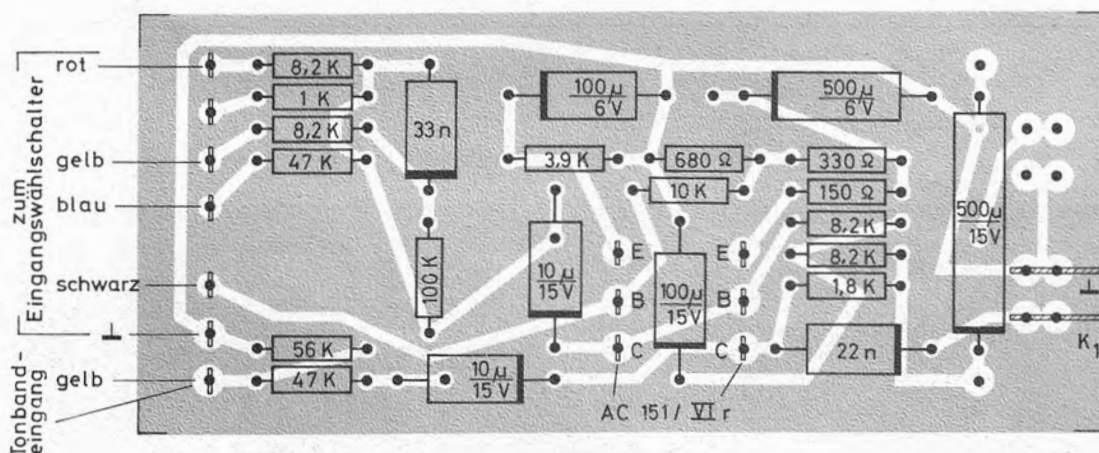 zum
Eingangswählschalter
rot
gelb
blau
schwarz
⊥
Tonband-
eingang
gelb
8,2 K
1 K
8,2 K
47 K
33 n
100 K
56 K
47 K
10 µ
15 V
100 µ
6 V
3,9 K
680 Ω
10 K
10 µ
15 V
E
B
C
100 µ
15 V
500 µ
6 V
330 Ω
150 Ω
8,2 K
8,2 K
1,8 K
22 n
E
B
C
AC 151 / VI r
500 µ
15 V
⊥
K1